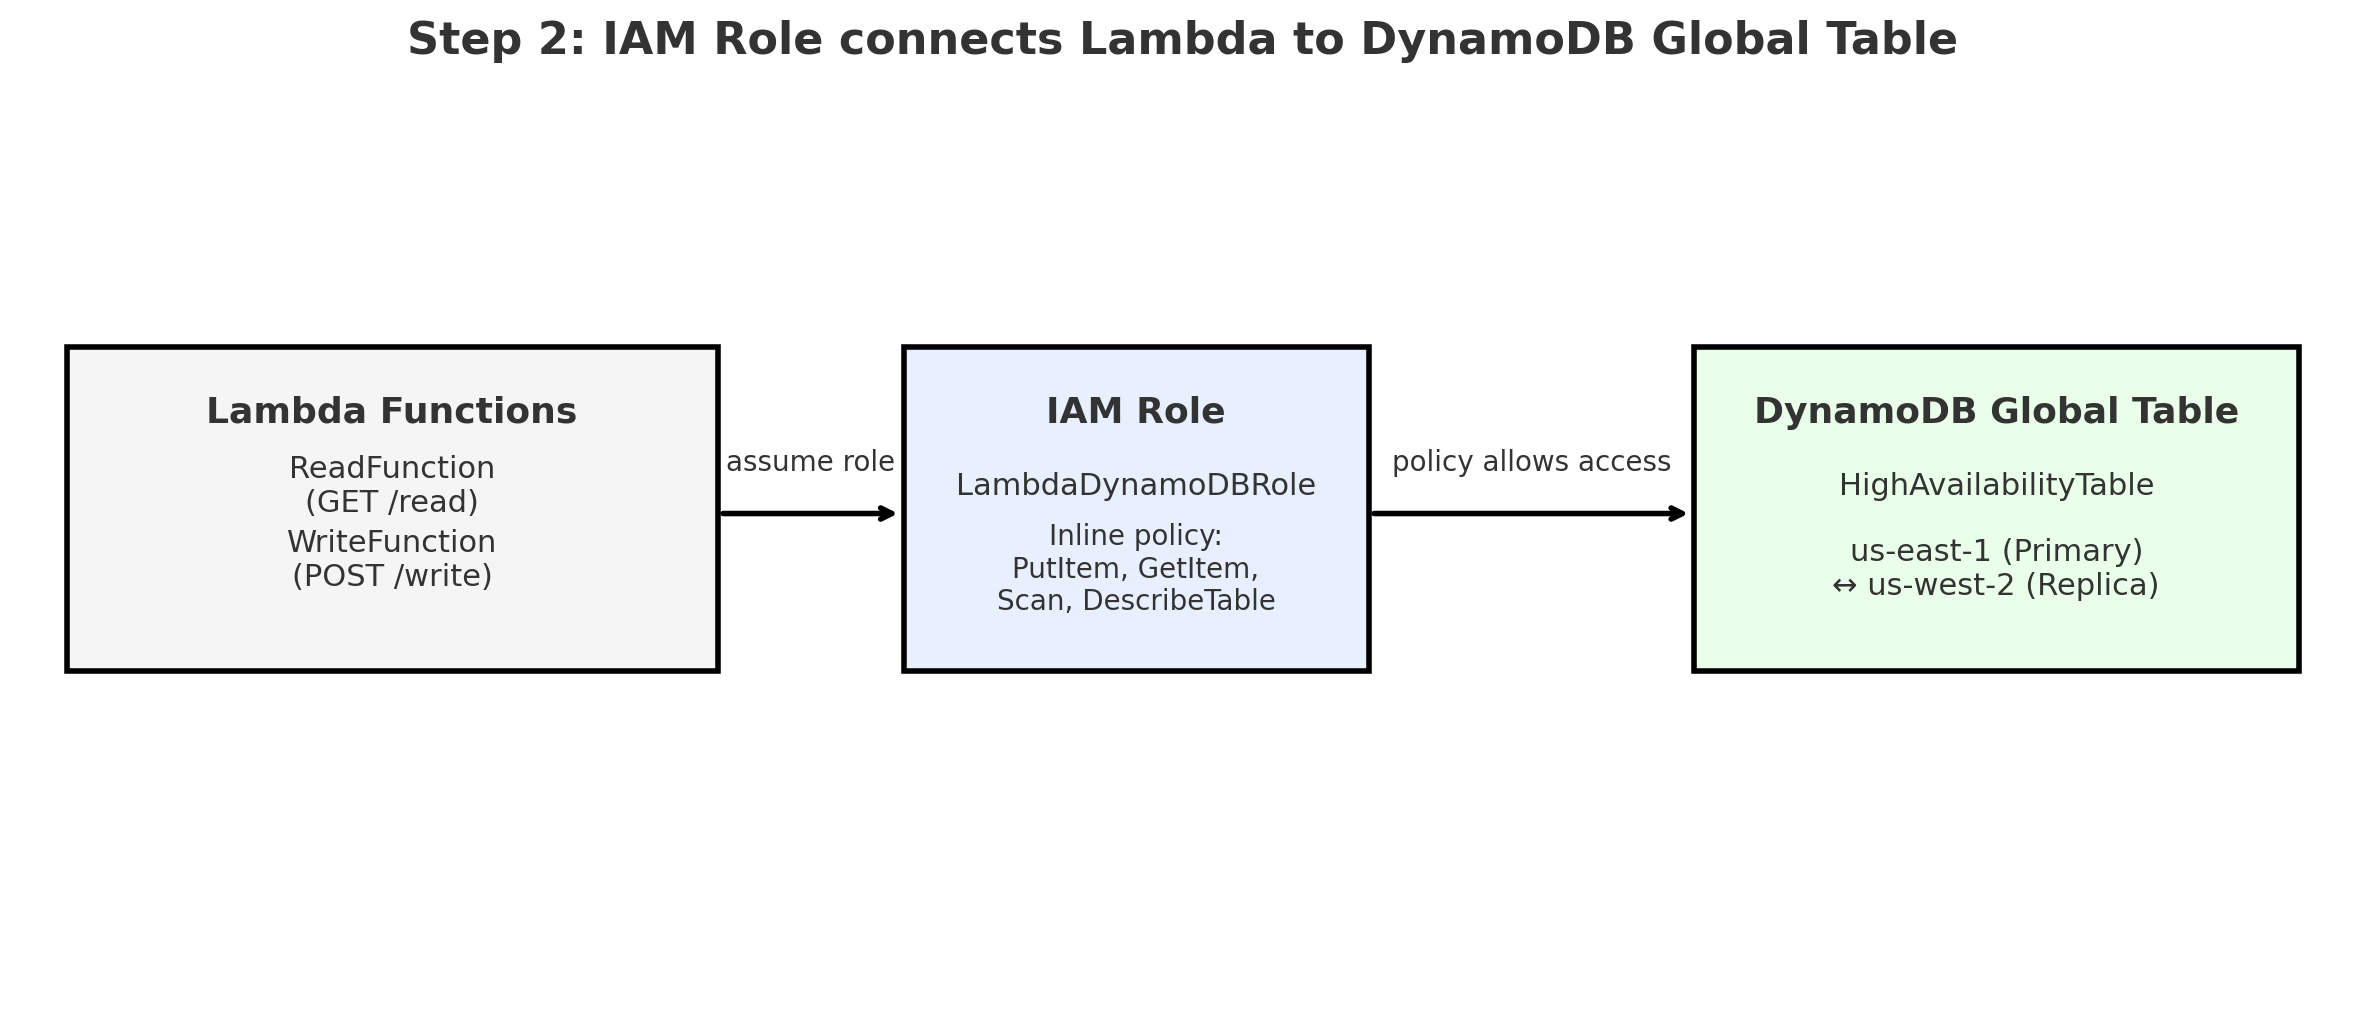 Step 2: IAM Role connects Lambda to DynamoDB Global Table
Lambda Functions
ReadFunction
(GET /read)
WriteFunction
(POST /write)
assume role
IAM Role
LambdaDynamoDBRole
Inline policy:
PutItem, GetItem,
Scan, DescribeTable
policy allows access
DynamoDB Global Table
HighAvailabilityTable
us-east-1 (Primary)
↔ us-west-2 (Replica)